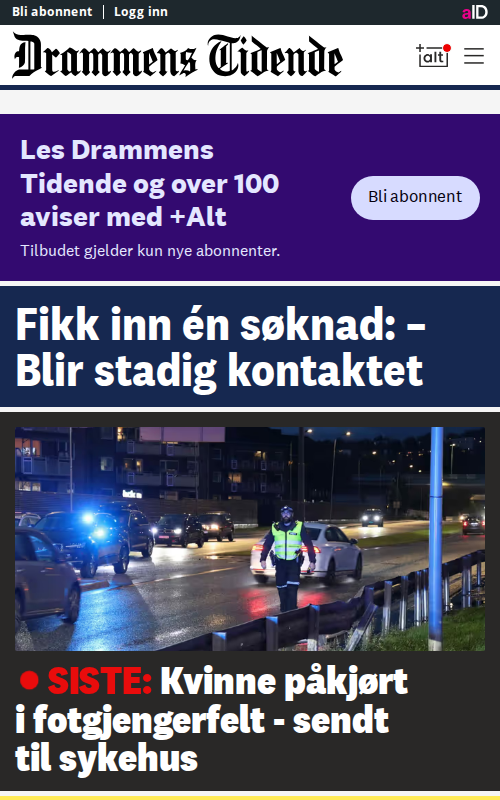 Bli abonnent | Logg inn
aID
Drammens Tidende
+alt
Les Drammens
Tidende og over 100
aviser med +Alt
Bli abonnent
Tilbudet gjelder kun nye abonnenter.
Fikk inn én søknad: –
Blir stadig kontaktet
SISTE: Kvinne påkjørt
i fotgjengerfelt - sendt
til sykehus